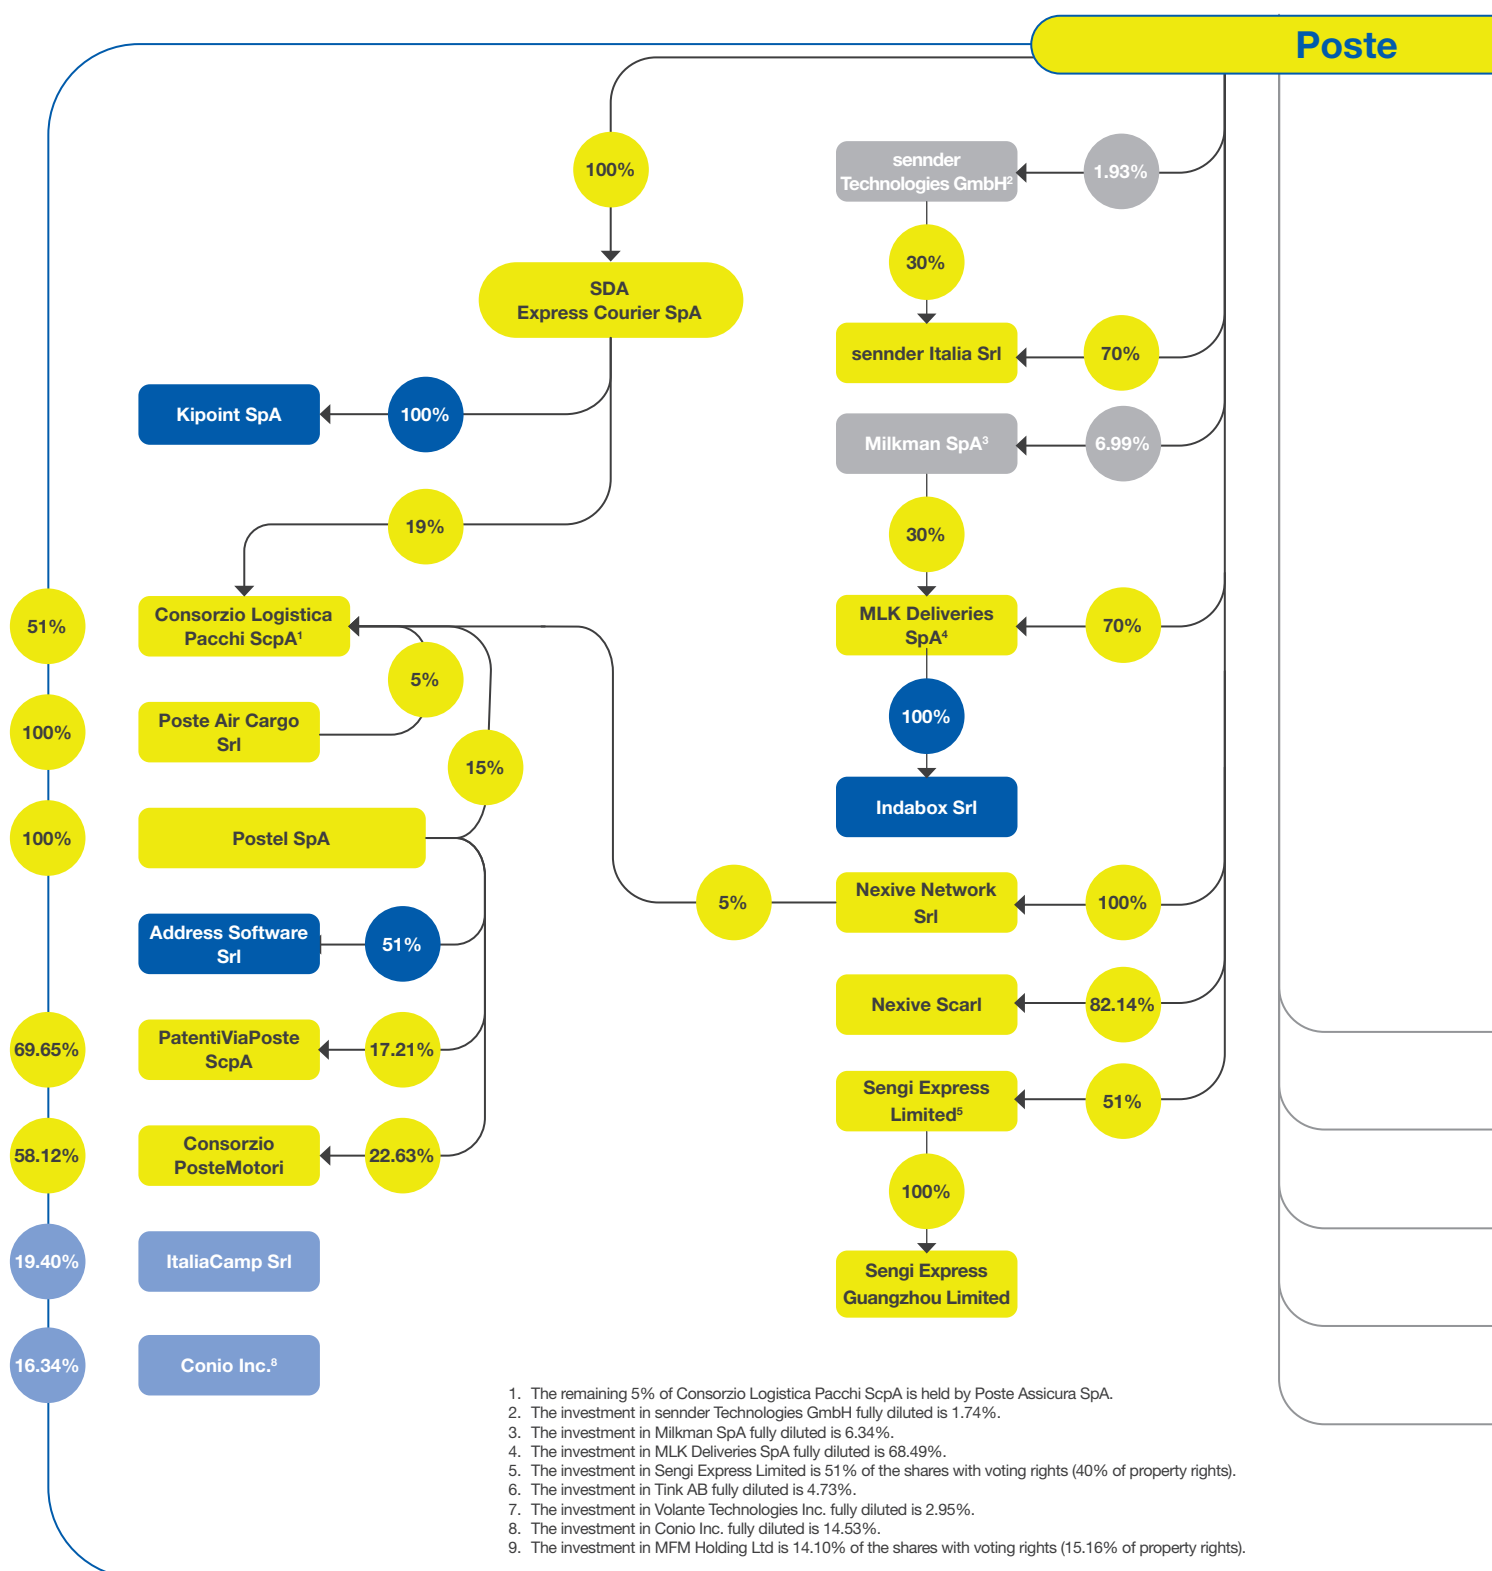 Poste
100%
sennder
Technologies GmbH²
1.93%
30%
SDA
Express Courier SpA
sennder Italia Srl
70%
Kipoint SpA
100%
Milkman SpA³
6.99%
19%
30%
51%
Consorzio Logistica
Pacchi ScpA¹
MLK Deliveries
SpA⁴
70%
5%
100%
Poste Air Cargo
Srl
100%
15%
Indabox Srl
100%
Postel SpA
Nexive Network
Srl
5%
100%
Address Software
Srl
51%
Nexive Scarl
82.14%
69.65%
PatentiViaPoste
ScpA
17.21%
Sengi Express
Limited⁵
51%
58.12%
Consorzio
PosteMotori
22.63%
100%
19.40%
ItaliaCamp Srl
Sengi Express
Guangzhou Limited
16.34%
Conio Inc.⁸
1. The remaining 5% of Consorzio Logistica Pacchi ScpA is held by Poste Assicura SpA.
2. The investment in sennder Technologies GmbH fully diluted is 1.74%.
3. The investment in Milkman SpA fully diluted is 6.34%.
4. The investment in MLK Deliveries SpA fully diluted is 68.49%.
5. The investment in Sengi Express Limited is 51% of the shares with voting rights (40% of property rights).
6. The investment in Tink AB fully diluted is 4.73%.
7. The investment in Volante Technologies Inc. fully diluted is 2.95%.
8. The investment in Conio Inc. fully diluted is 14.53%.
9. The investment in MFM Holding Ltd is 14.10% of the shares with voting rights (15.16% of property rights).